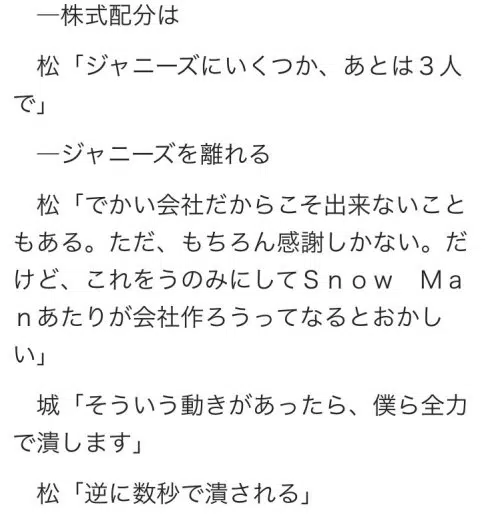 ―株式配分は
松「ジャニーズにいくつか、あとは３人
で」
―ジャニーズを離れる
松「でかい会社だからこそ出来ないこと
もある。ただ、もちろん感謝しかない。だ
けど、これをうのみにしてＳｎｏｗ　Ｍａ
ｎあたりが会社作ろうってなるとおかし
い」
城「そういう動きがあったら、僕ら全力
で潰します」
松「逆に数秒で潰される」